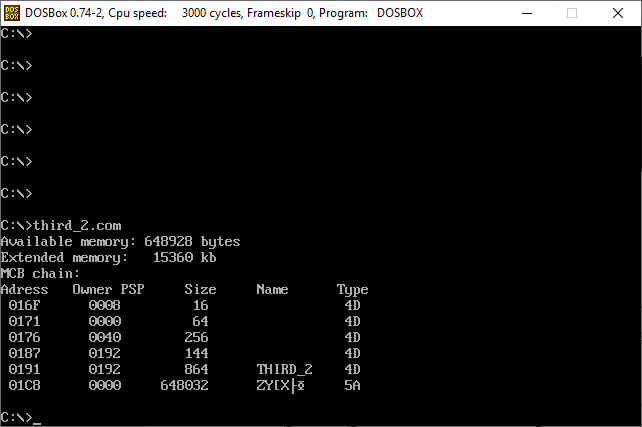 DOSBox 0.74-2, Cpu speed: 3000 cycles, Frameskip 0, Program: DOSBOX
C:\>
C:\>
C:\>
C:\>
C:\>
C:\>
C:\>third_2.com
Available memory: 648928 bytes
Extended memory: 15360 kb
MCB chain:
Adress Owner PSP Size Name Type
016F 0008 16 4D
0171 0000 64 4D
0176 0040 256 4D
0187 0192 144 4D
0191 0192 864 THIRD_2 4D
01C8 0000 648032 ZY[X├ 5A
C:\>_